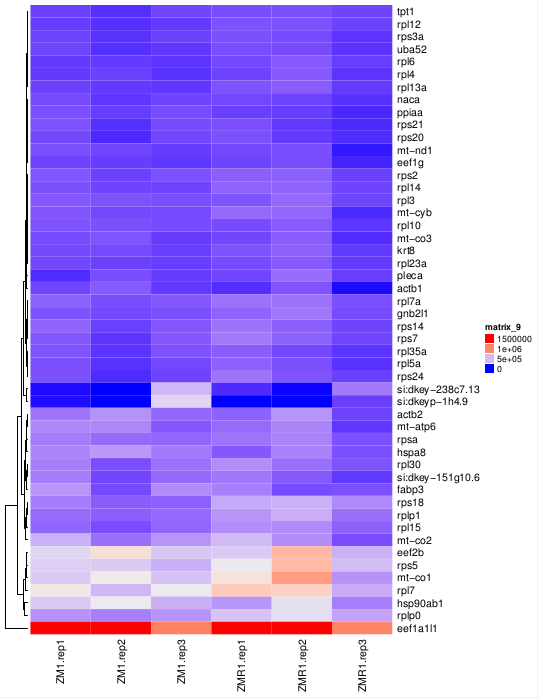 tpt1
rpl12
rps3a
uba52
rpl6
rpl4
rpl13a
naca
ppiaa
rps21
rps20
mt−nd1
eef1g
rps2
rpl14
rpl3
mt−cyb
rpl10
mt−co3
krt8
rpl23a
pleca
actb1
rpl7a
gnb2l1
rps14
rps7
rpl35a
rpl5a
rps24
si:dkey−238c7.13
si:dkeyp−1h4.9
actb2
mt−atp6
rpsa
hspa8
rpl30
si:dkey−151g10.6
fabp3
rps18
rplp1
rpl15
mt−co2
eef2b
rps5
mt−co1
rpl7
hsp90ab1
rplp0
eef1a1l1
matrix_9
1500000
1e+06
5e+05
0
ZM1.rep1
ZM1.rep2
ZM1.rep3
ZMR1.rep1
ZMR1.rep2
ZMR1.rep3